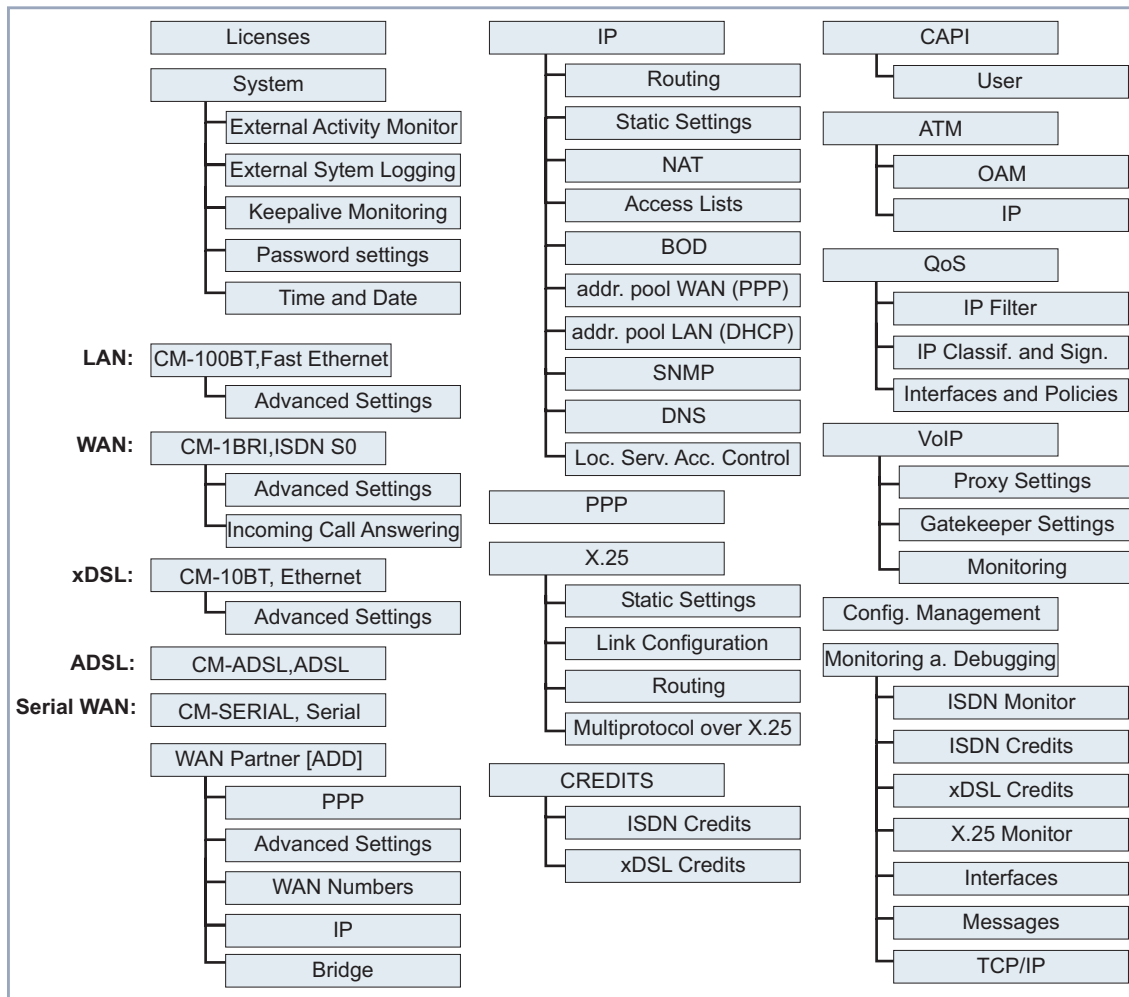 Licenses
System
External Activity Monitor
External Sytem Logging
Keepalive Monitoring
Password settings
Time and Date
LAN: CM-100BT,Fast Ethernet
Advanced Settings
WAN: CM-1BRI,ISDN S0
Advanced Settings
Incoming Call Answering
xDSL: CM-10BT, Ethernet
Advanced Settings
ADSL: CM-ADSL,ADSL
Serial WAN: CM-SERIAL, Serial
WAN Partner [ADD]
PPP
Advanced Settings
WAN Numbers
IP
Bridge
IP
Routing
Static Settings
NAT
Access Lists
BOD
addr. pool WAN (PPP)
addr. pool LAN (DHCP)
SNMP
DNS
Loc. Serv. Acc. Control
PPP
X.25
Static Settings
Link Configuration
Routing
Multiprotocol over X.25
CREDITS
ISDN Credits
xDSL Credits
CAPI
User
ATM
OAM
IP
QoS
IP Filter
IP Classif. and Sign.
Interfaces and Policies
VoIP
Proxy Settings
Gatekeeper Settings
Monitoring
Config. Management
Monitoring a. Debugging
ISDN Monitor
ISDN Credits
xDSL Credits
X.25 Monitor
Interfaces
Messages
TCP/IP